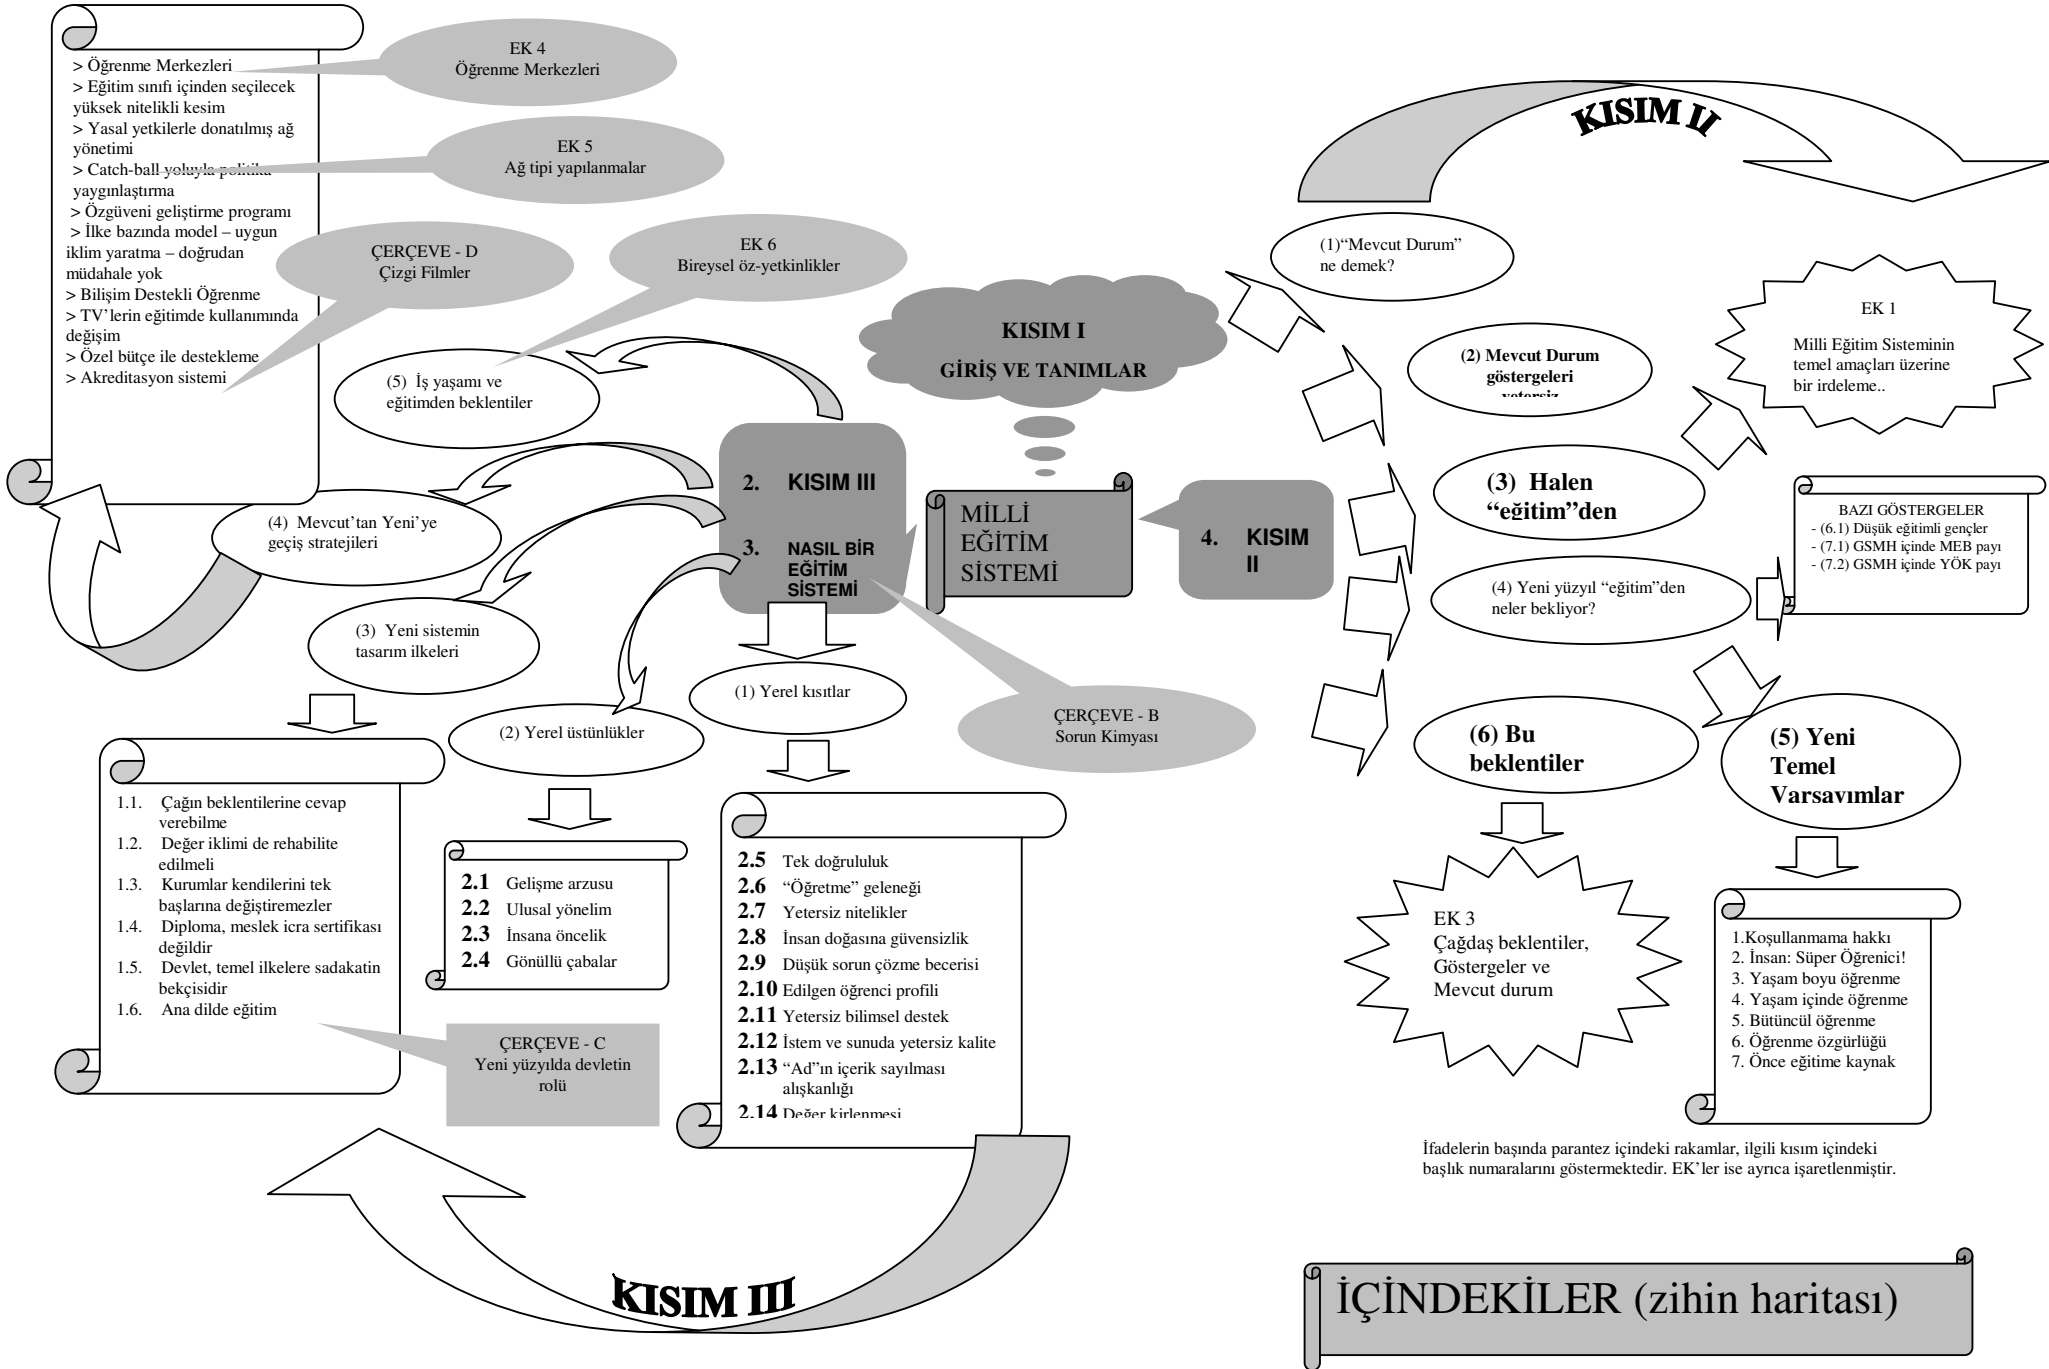 > Öğrenme Merkezleri
> Eğitim sınıfı içinden seçilecek
yüksek nitelikli kesim
> Yasal yetkilerle donatılmış ağ
yönetimi
> Catch-ball yoluyla politika
yaygınlaştırma
> Özgüveni geliştirme programı
> İlke bazında model – uygun
iklim yaratma – doğrudan
müdahale yok
> Bilişim Destekli Öğrenme
> TV’lerin eğitimde kullanımında
değişim
> Özel bütçe ile destekleme
> Akreditasyon sistemi
EK 4
Öğrenme Merkezleri
EK 5
Ağ tipi yapılanmalar
ÇERÇEVE - D
Çizgi Filmler
EK 6
Bireysel öz-yetkinlikler
KISIM I
GİRİŞ VE TANIMLAR
KISIM II
(1)“Mevcut Durum”
ne demek?
(2) Mevcut Durum
göstergeleri
yetersiz
EK 1
Milli Eğitim Sisteminin
temel amaçları üzerine
bir irdeleme..
(3) Halen
“eğitim”den
BAZI GÖSTERGELER
- (6.1) Düşük eğitimli gençler
- (7.1) GSMH içinde MEB payı
- (7.2) GSMH içinde YÖK payı
(4) Yeni yüzyıl “eğitim”den
neler bekliyor?
(5) İş yaşamı ve
eğitimden beklentiler
2. KISIM III
3. NASIL BİR
EĞİTİM
SİSTEMİ
MİLLİ
EĞİTİM
SİSTEMİ
4. KISIM
II
(4) Mevcut’tan Yeni’ye
geçiş stratejileri
(3) Yeni sistemin
tasarım ilkeleri
(2) Yerel üstünlükler
(1) Yerel kısıtlar
ÇERÇEVE - B
Sorun Kimyası
(6) Bu
beklentiler
(5) Yeni
Temel
Varsavımlar
1.1. Çağın beklentilerine cevap
verebilme
1.2. Değer iklimi de rehabilite
edilmeli
1.3. Kurumlar kendilerini tek
başlarına değiştiremezler
1.4. Diploma, meslek icra sertifikası
değildir
1.5. Devlet, temel ilkelere sadakatin
bekçisidir
1.6. Ana dilde eğitim
ÇERÇEVE - C
Yeni yüzyılda devletin
rolü
2.1 Gelişme arzusu
2.2 Ulusal yönelim
2.3 İnsana öncelik
2.4 Gönüllü çabalar
2.5 Tek doğrululuk
2.6 “Öğretme” geleneği
2.7 Yetersiz nitelikler
2.8 İnsan doğasına güvensizlik
2.9 Düşük sorun çözme becerisi
2.10 Edilgen öğrenci profili
2.11 Yetersiz bilimsel destek
2.12 İstem ve sunuda yetersiz kalite
2.13 “Ad”ın içerik sayılması
alışkanlığı
2.14 Değer kirlenmesi
EK 3
Çağdaş beklentiler,
Göstergeler ve
Mevcut durum
1.Koşullanmama hakkı
2. İnsan: Süper Öğrenici!
3. Yaşam boyu öğrenme
4. Yaşam içinde öğrenme
5. Bütüncül öğrenme
6. Öğrenme özgürlüğü
7. Önce eğitime kaynak
İfadelerin başında parantez içindeki rakamlar, ilgili kısım içindeki
başlık numaralarını göstermektedir. EK’ler ise ayrıca işaretlenmiştir.
KISIM III
İÇİNDEKİLER (zihin haritası)